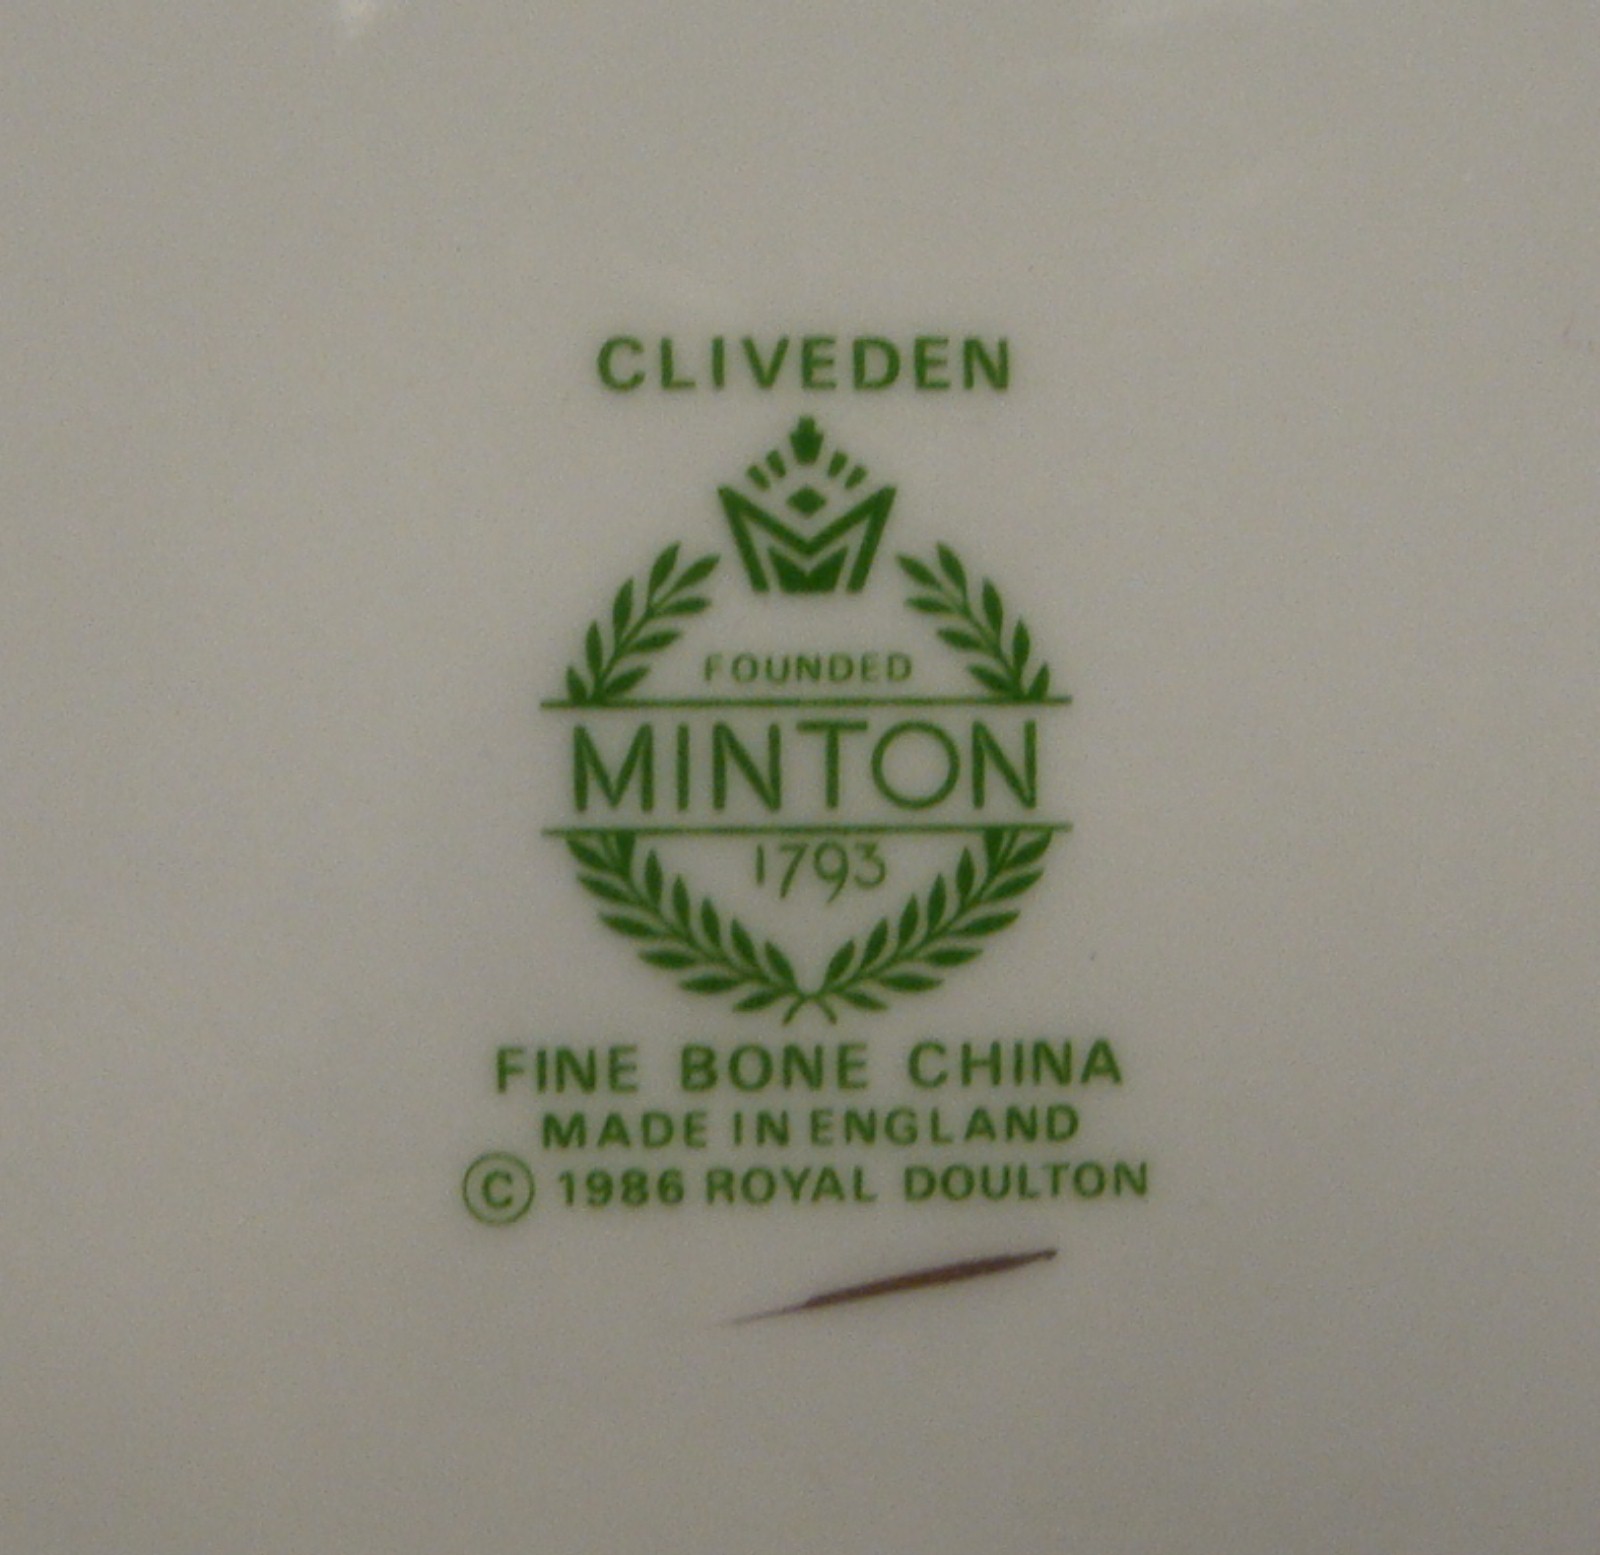 CLIVEDEN
FOUNDED
MINTON
1793
FINE BONE CHINA
MADE IN ENGLAND
© 1986 ROYAL DOULTON